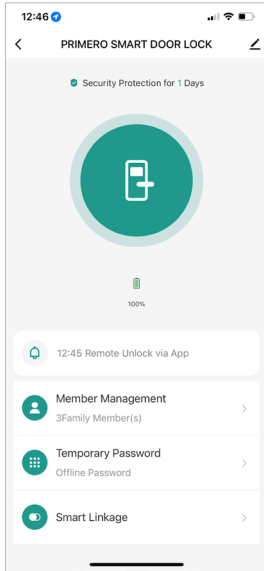 12:46
PRIMERO SMART DOOR LOCK
Security Protection for 1 Days
100%
12:45 Remote Unlock via App
Member Management
3Family Member(s)
Temporary Password
Offline Password
Smart Linkage